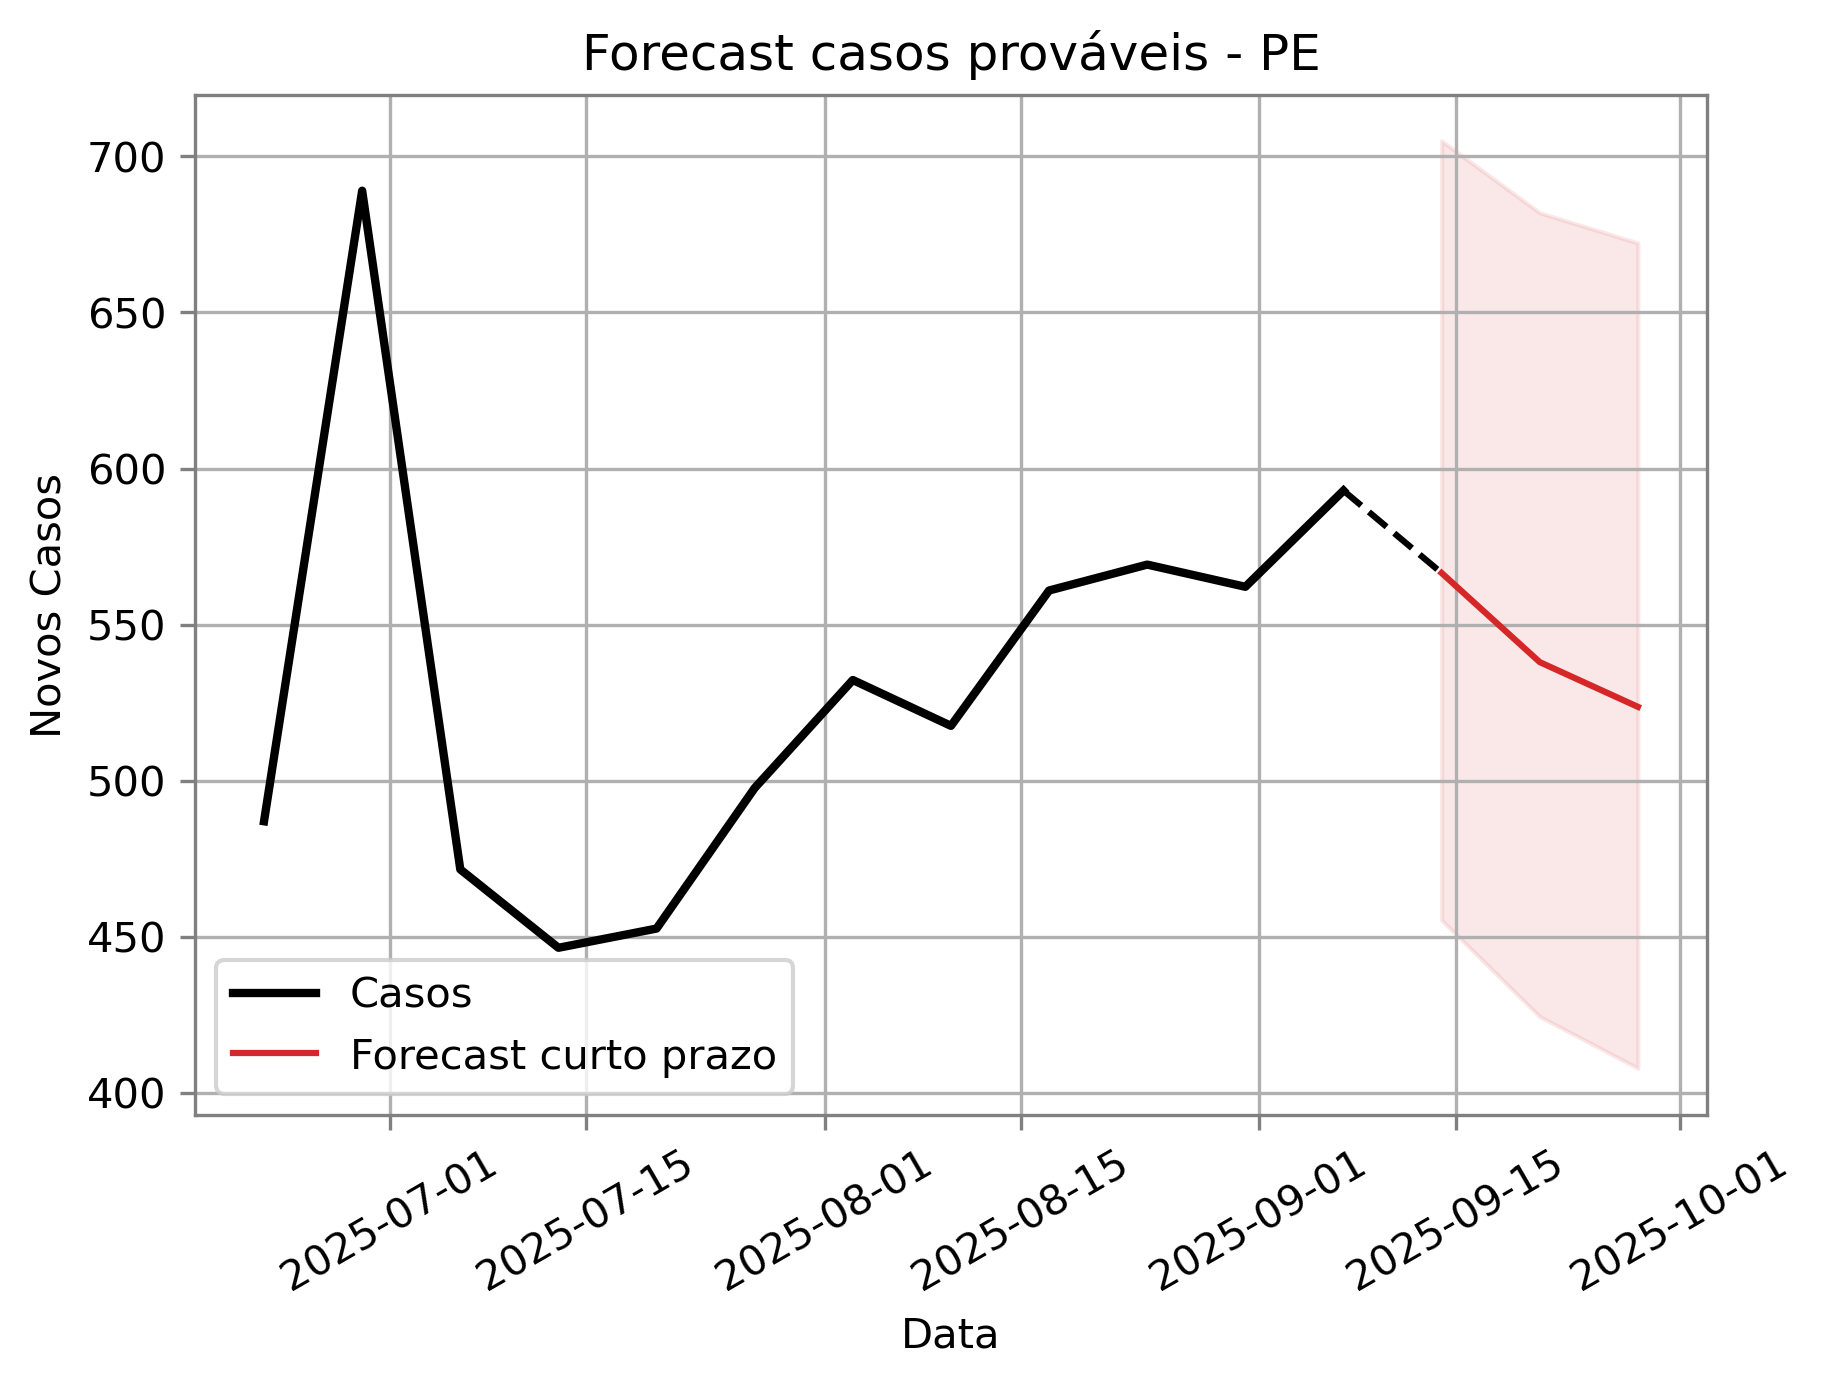 Forecast casos prováveis - PE
700
650
600
550
500
450
400
Novos Casos
Casos
Forecast curto prazo
2025-07-01
2025-07-15
2025-08-01
2025-08-15
2025-09-01
2025-09-15
2025-10-01
Data